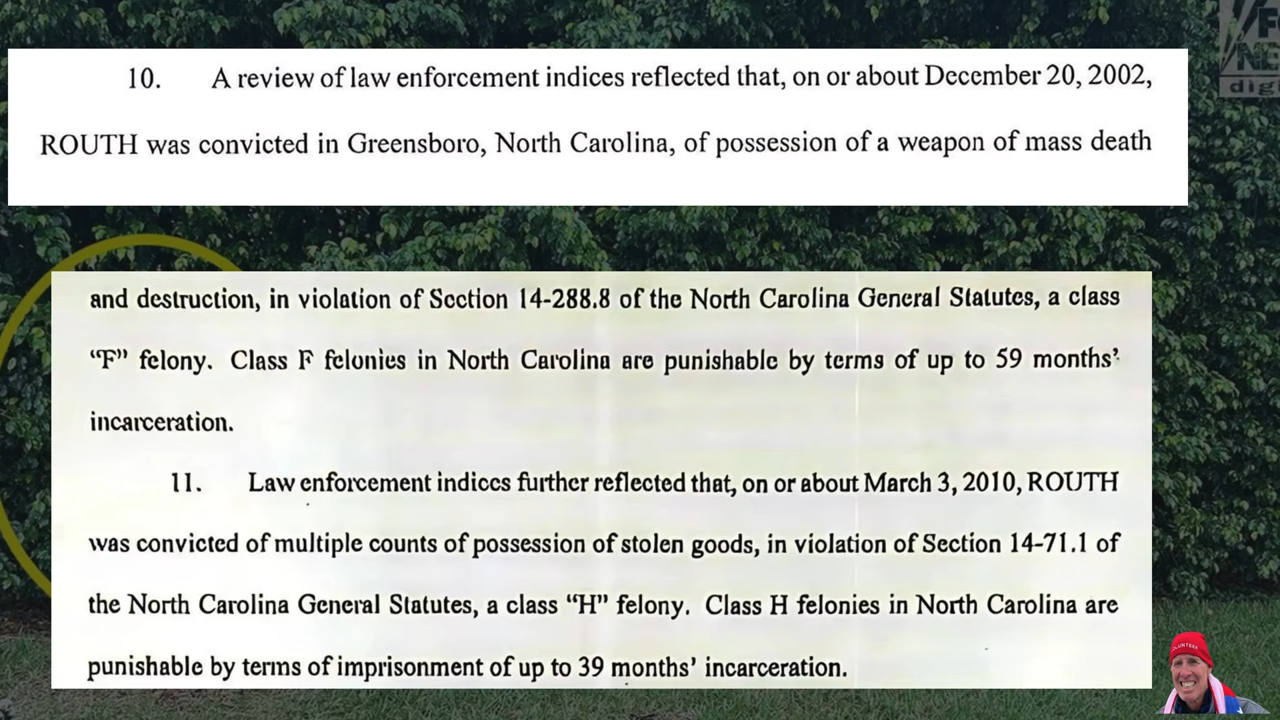 10. A review of law enforcement indices reflected that, on or about December 20, 2002,
ROUTH was convicted in Greensboro, North Carolina, of possession of a weapon of mass death
and destruction, in violation of Section 14-288.8 of the North Carolina General Statutes, a class
“F” felony. Class F felonies in North Carolina are punishable by terms of up to 59 months’
incarceration.
11. Law enforcement indices further reflected that, on or about March 3, 2010, ROUTH
was convicted of multiple counts of possession of stolen goods, in violation of Section 14-71.1 of
the North Carolina General Statutes, a class “H” felony. Class H felonies in North Carolina are
punishable by terms of imprisonment of up to 39 months’ incarceration.